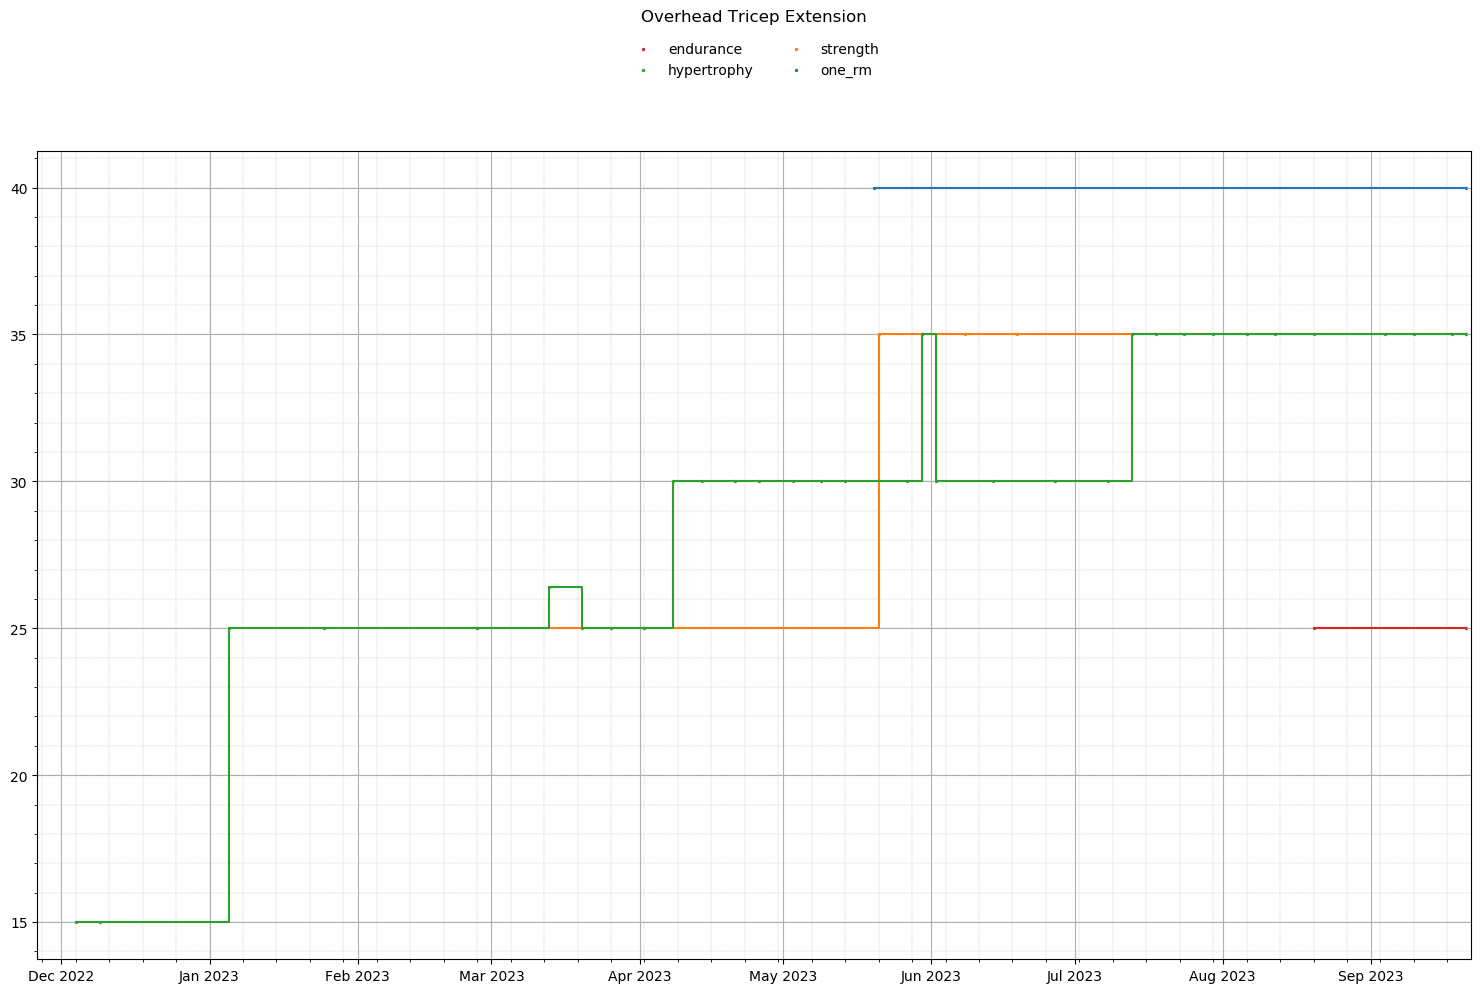 Overhead Tricep Extension
endurance strength
hypertrophy one_rm
40
35
30
25
20
15
Dec 2022 Jan 2023 Feb 2023 Mar 2023 Apr 2023 May 2023 Jun 2023 Jul 2023 Aug 2023 Sep 2023